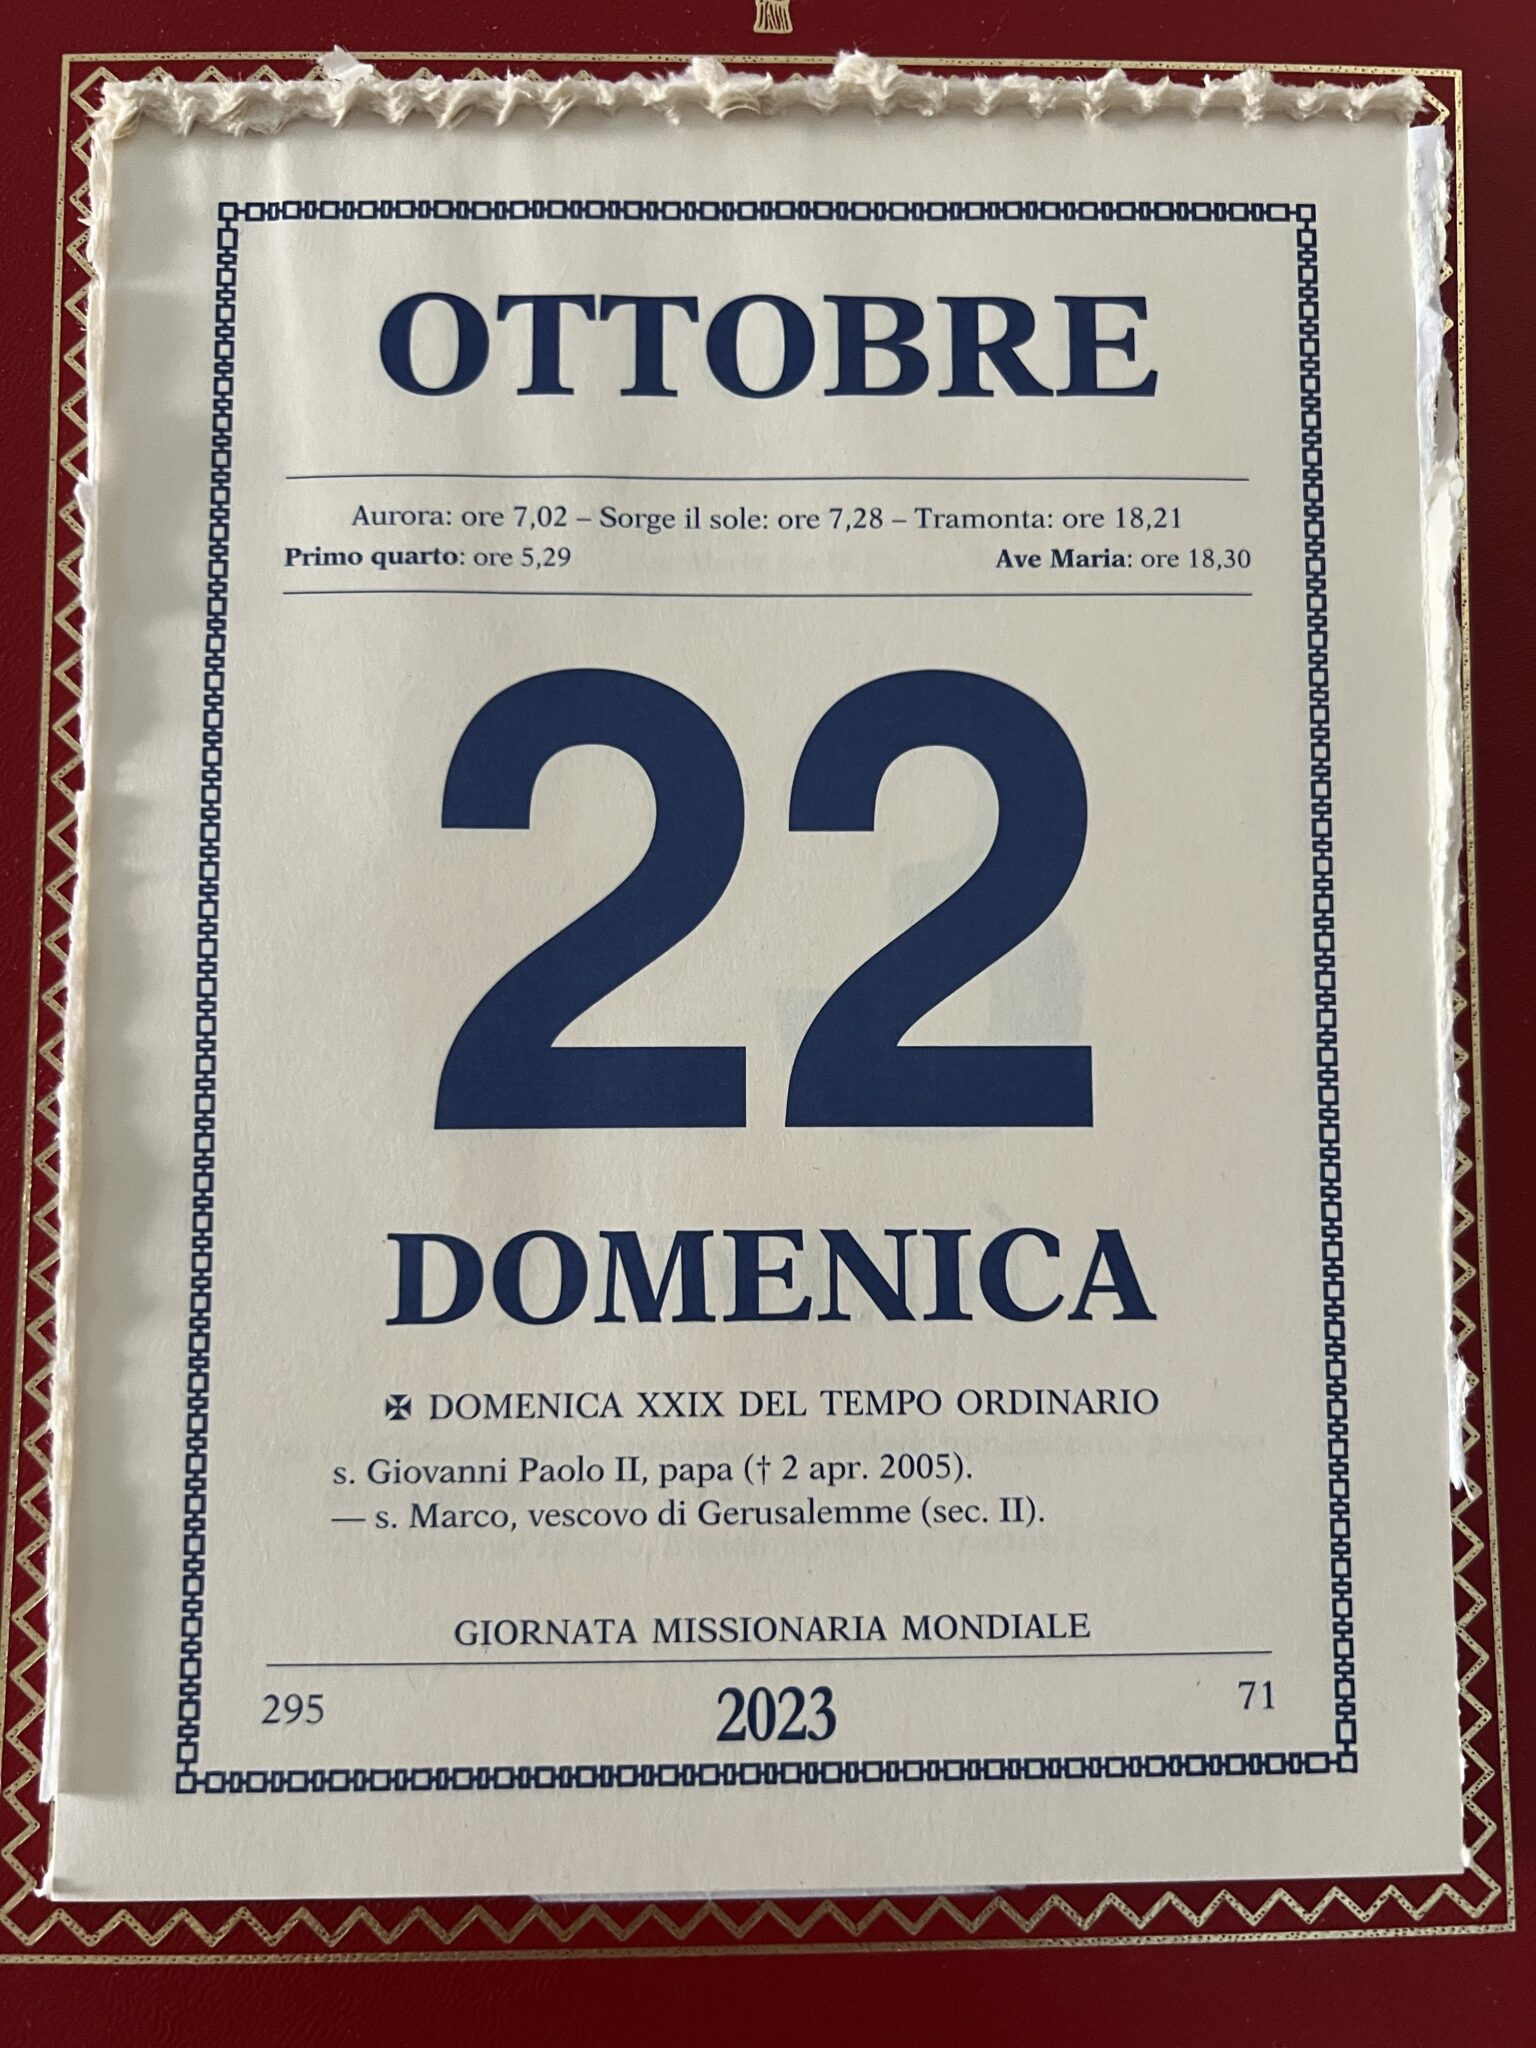 OTTOBRE
Aurora: ore 7,02 – Sorge il sole: ore 7,28 – Tramonta: ore 18,21
Primo quarto: ore 5,29 Ave Maria: ore 18,30
22
DOMENICA
✠ DOMENICA XXIX DEL TEMPO ORDINARIO
s. Giovanni Paolo II, papa († 2 apr. 2005).
— s. Marco, vescovo di Gerusalemme (sec. II).
GIORNATA MISSIONARIA MONDIALE
295 2023 71